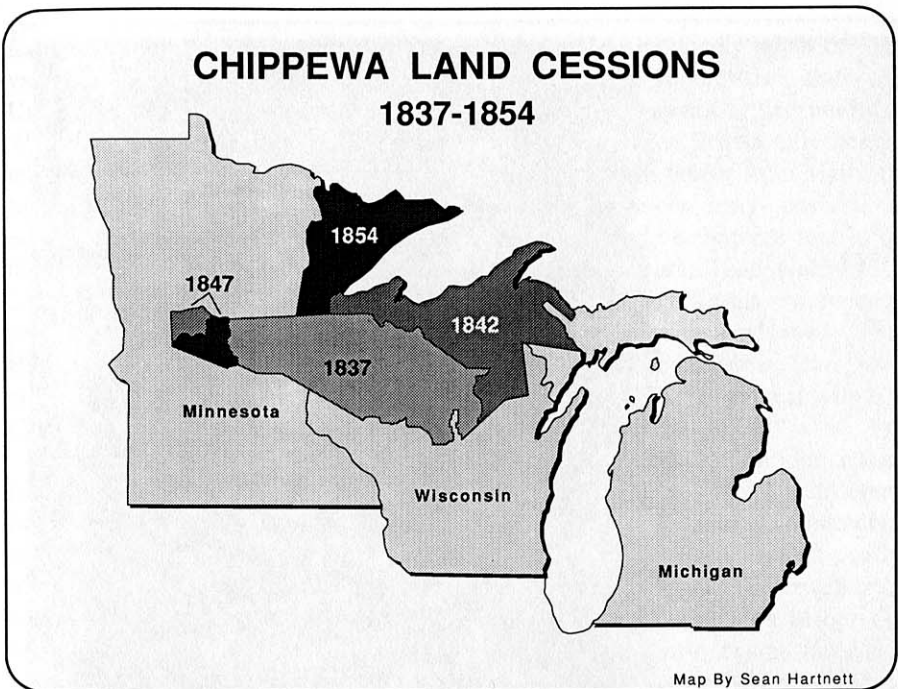 CHIPPEWA LAND CESSIONS
1837-1854
1854
1847
1842
1837
Minnesota
Wisconsin
Michigan
Map By Sean Hartnett